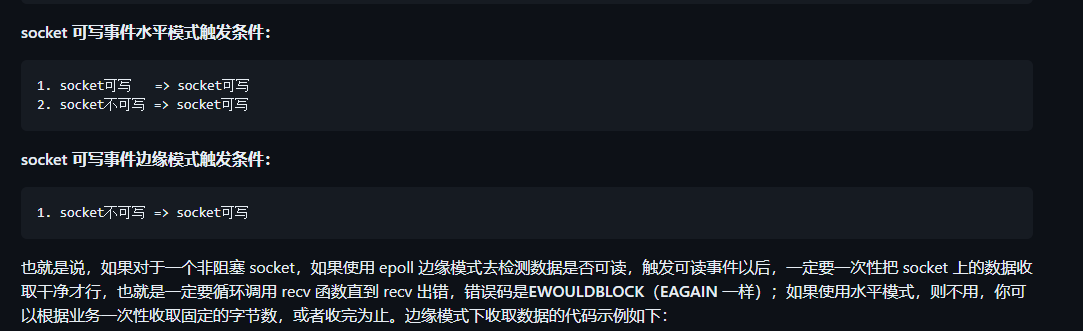 socket 可写事件水平模式触发条件：
1. socket可写 => socket可写
2. socket不可写 => socket可写
socket 可写事件边缘模式触发条件：
1. socket不可写 => socket可写
也就是说，如果对于一个非阻塞 socket，如果使用 epoll 边缘模式去检测数据是否可读，触发可读事件以后，一定要一次性把 socket 上的数据收
取干净才行，也就是一定要循环调用 recv 函数直到 recv 出错，错误码是EWOULDBLOCK（EAGAIN 一样）；如果使用水平模式，则不用，你可
以根据业务一次性收取固定的字节数，或者收完为止。边缘模式下收取数据的代码示例如下：